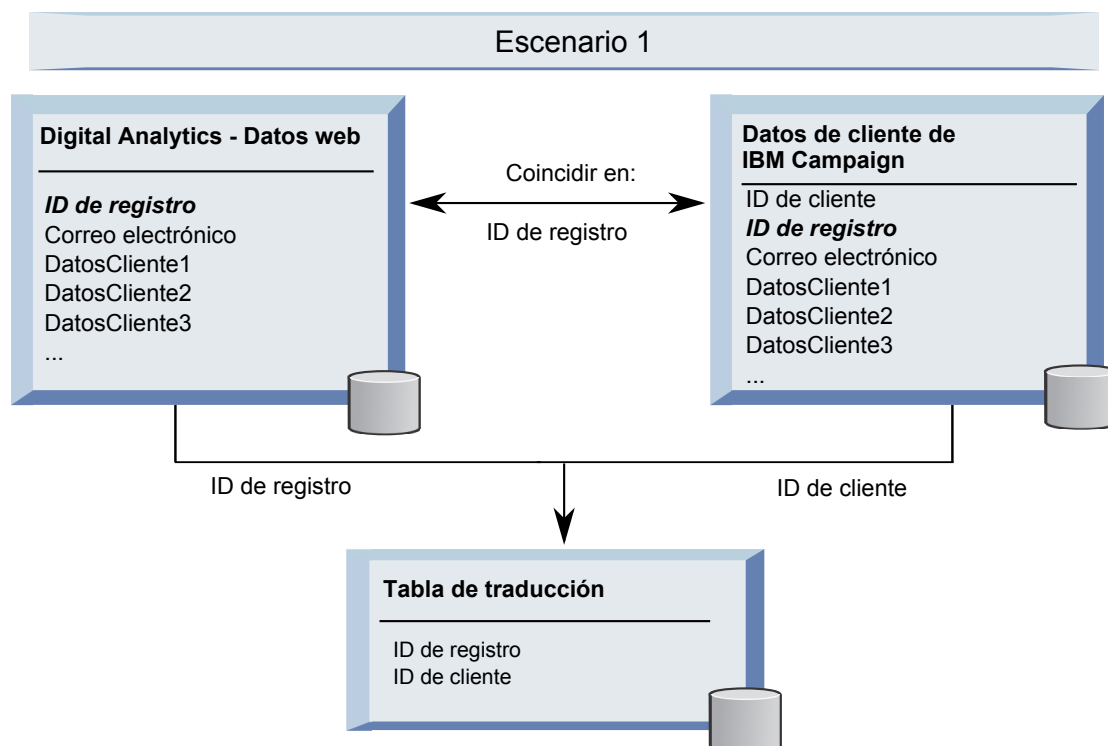 Escenario 1
Digital Analytics - Datos web
ID de registro
Correo electrónico
DatosCliente1
DatosCliente2
DatosCliente3
...
Coincidir en:
ID de registro
Datos de cliente de
IBM Campaign
ID de cliente
ID de registro
Correo electrónico
DatosCliente1
DatosCliente2
DatosCliente3
...
ID de registro
ID de cliente
Tabla de traducción
ID de registro
ID de cliente